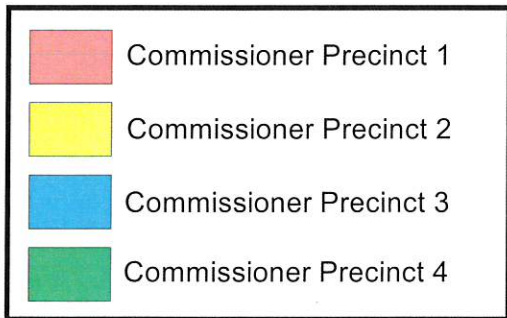 Commissioner Precinct 1
Commissioner Precinct 2
Commissioner Precinct 3
Commissioner Precinct 4